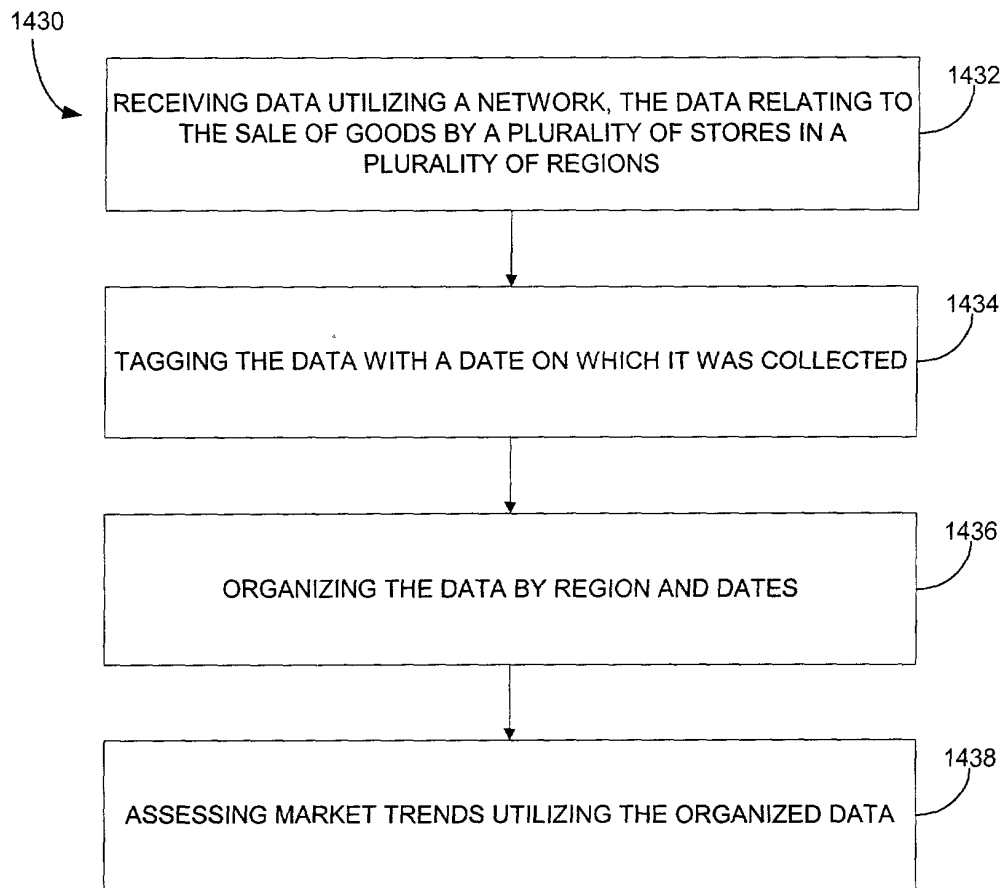 1430
1432
RECEIVING DATA UTILIZING A NETWORK, THE DATA RELATING TO
THE SALE OF GOODS BY A PLURALITY OF STORES IN A
PLURALITY OF REGIONS
1434
TAGGING THE DATA WITH A DATE ON WHICH IT WAS COLLECTED
1436
ORGANIZING THE DATA BY REGION AND DATES
1438
ASSESSING MARKET TRENDS UTILIZING THE ORGANIZED DATA